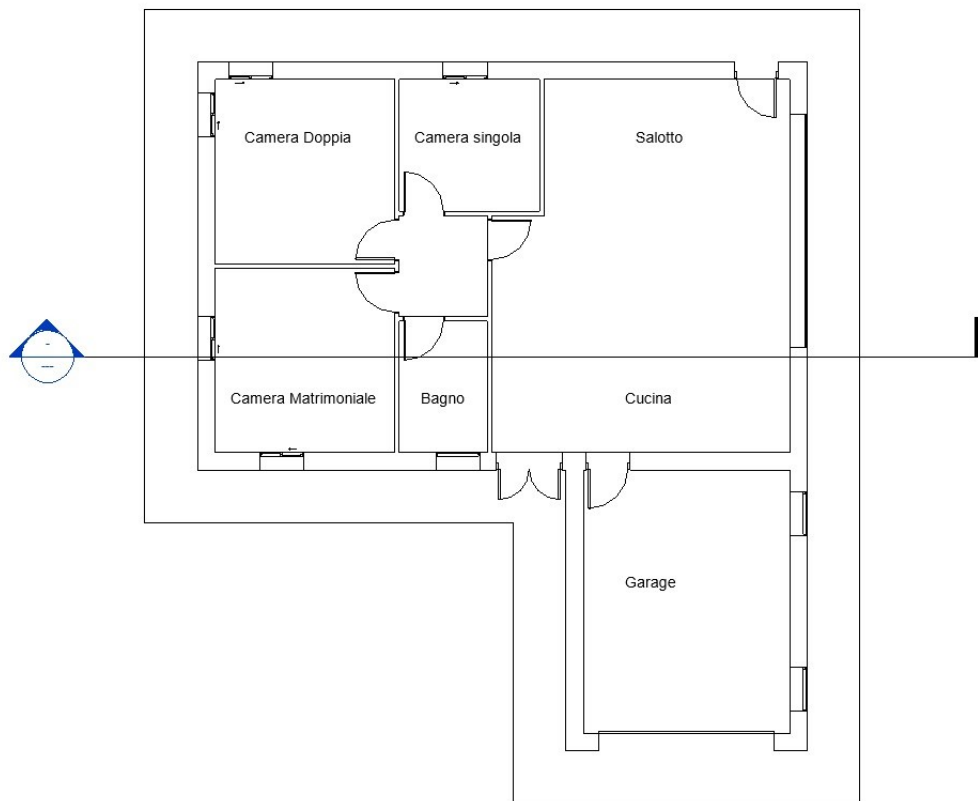 Camera Doppia
Camera singola
Salotto
Camera Matrimoniale
Bagno
Cucina
Garage